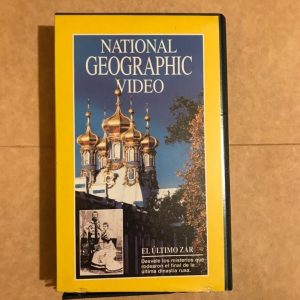 NATIONAL
GEOGRAPHIC
VIDEO
EL ÚLTIMO ZAR
Desvele los misterios que
rodearon el final de la
última dinastía rusa.